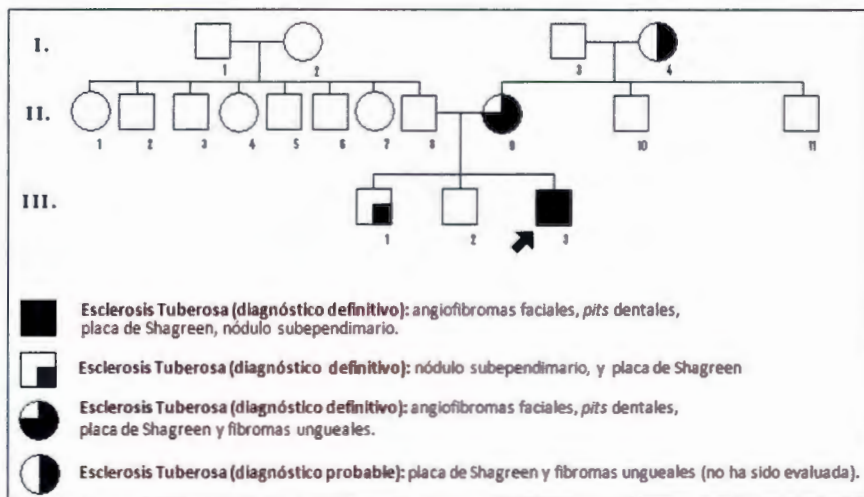 I.
1 2 3 4
II.
1 2 3 4 5 6 7 8 9 10 11
III.
1 2 3
Esclerosis Tuberosa (diagnóstico definitivo): angiofibromas faciales, pits dentales,
placa de Shagreen, nódulo subependimario.
Esclerosis Tuberosa (diagnóstico definitivo): nódulo subependimario, y placa de Shagreen
Esclerosis Tuberosa (diagnóstico definitivo): angiofibromas faciales, pits dentales,
placa de Shagreen y fibromas ungueales.
Esclerosis Tuberosa (diagnóstico probable): placa de Shagreen y fibromas ungueales (no ha sido evaluada).